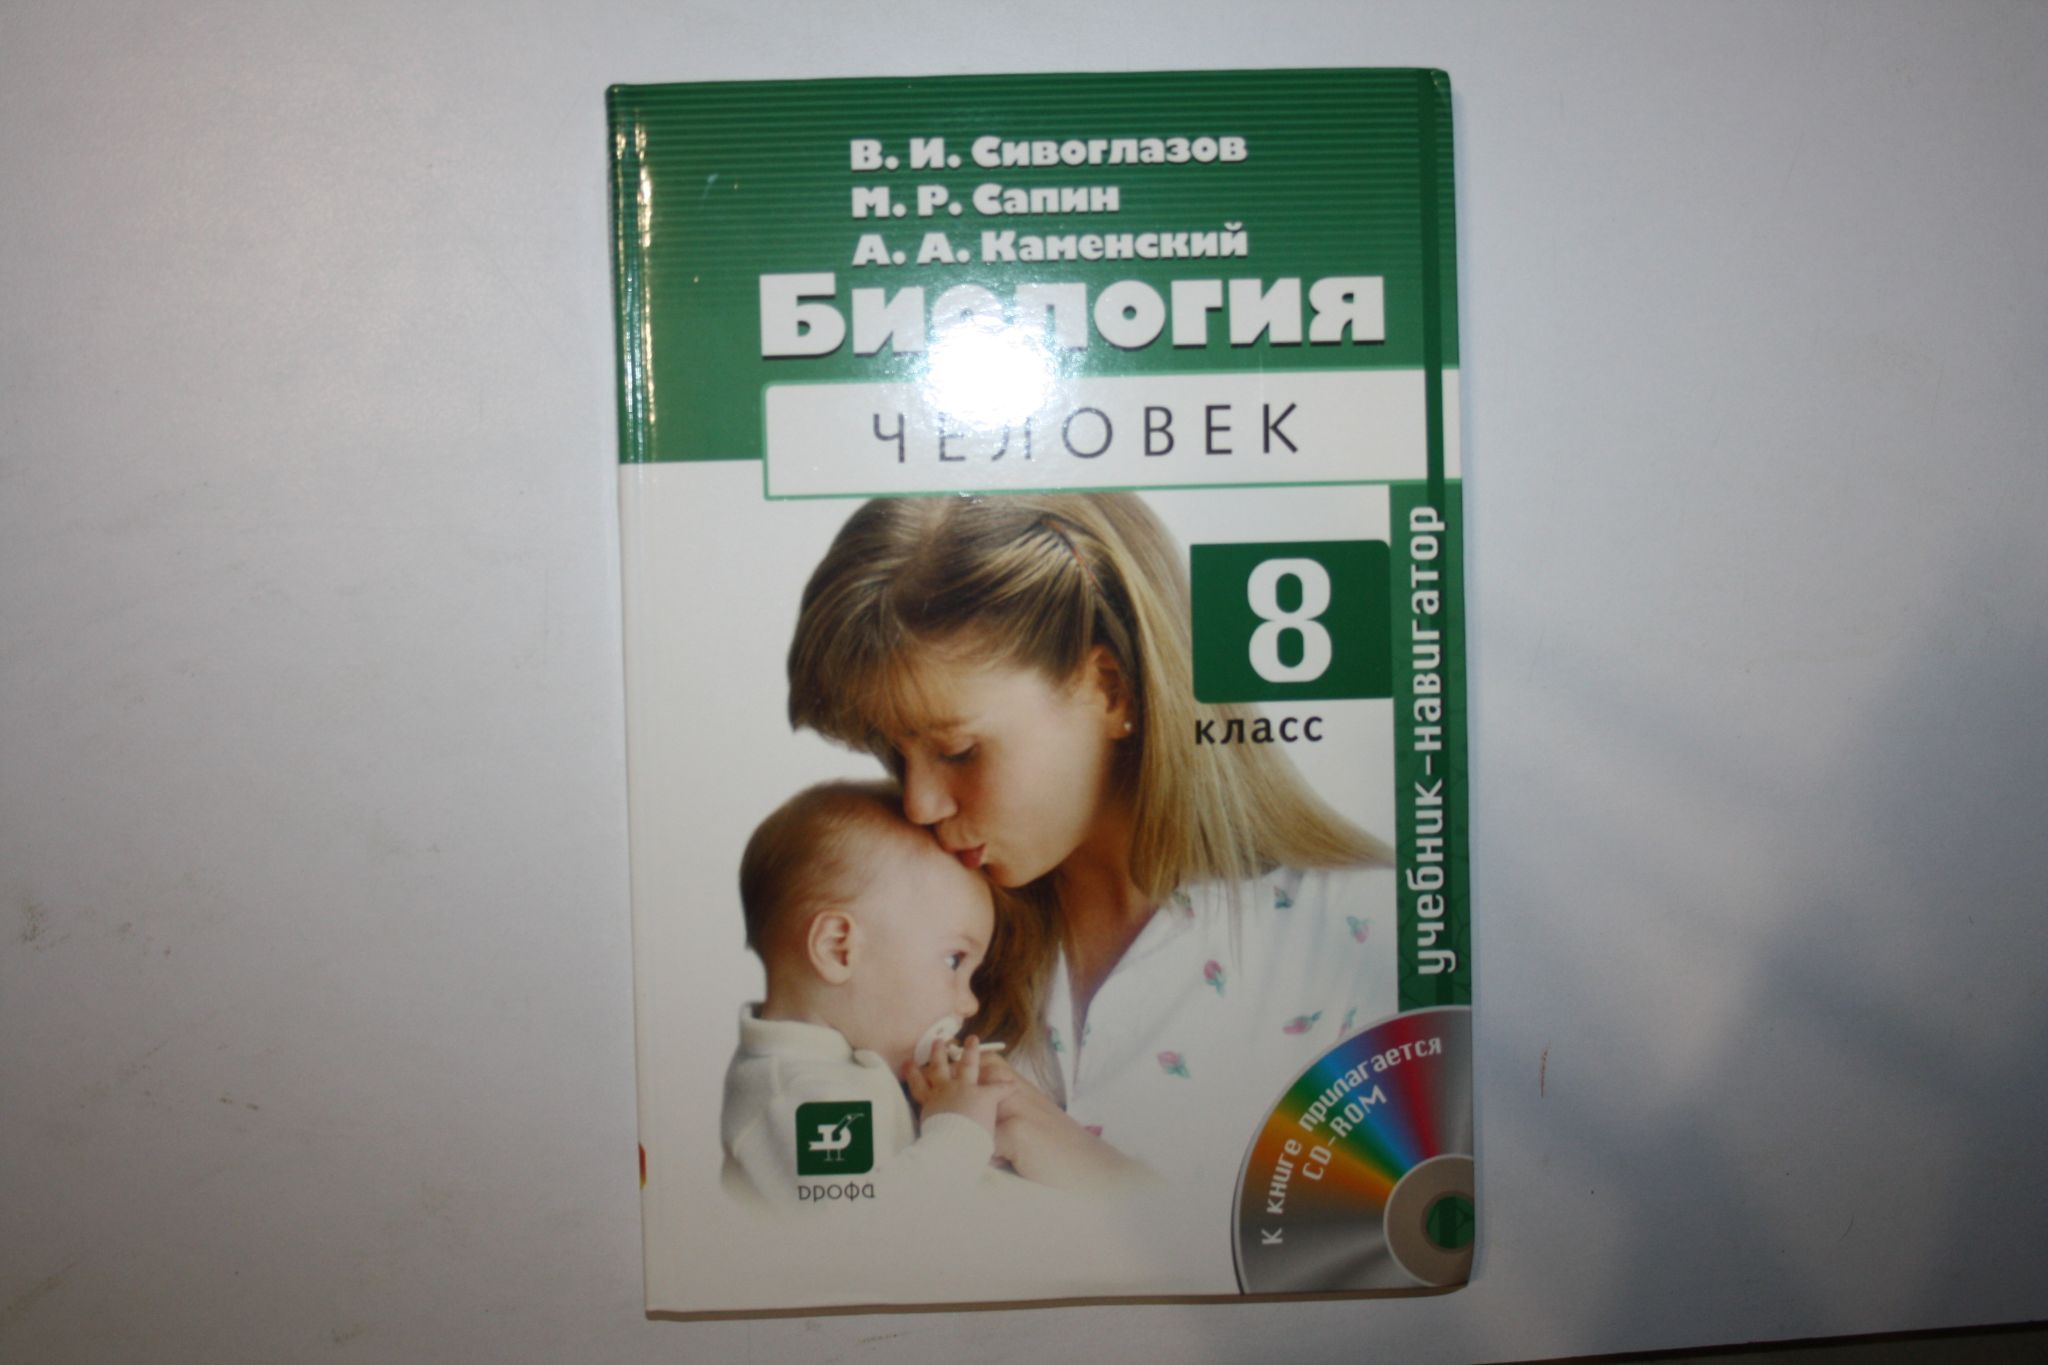 В. И. Сивоглазов
М. Р. Сапин
А. А. Каменский
Биология
ЧЕЛОВЕК
8
класс
учебник-навигатор
К книге прилагается
CD-ROM
дрофа